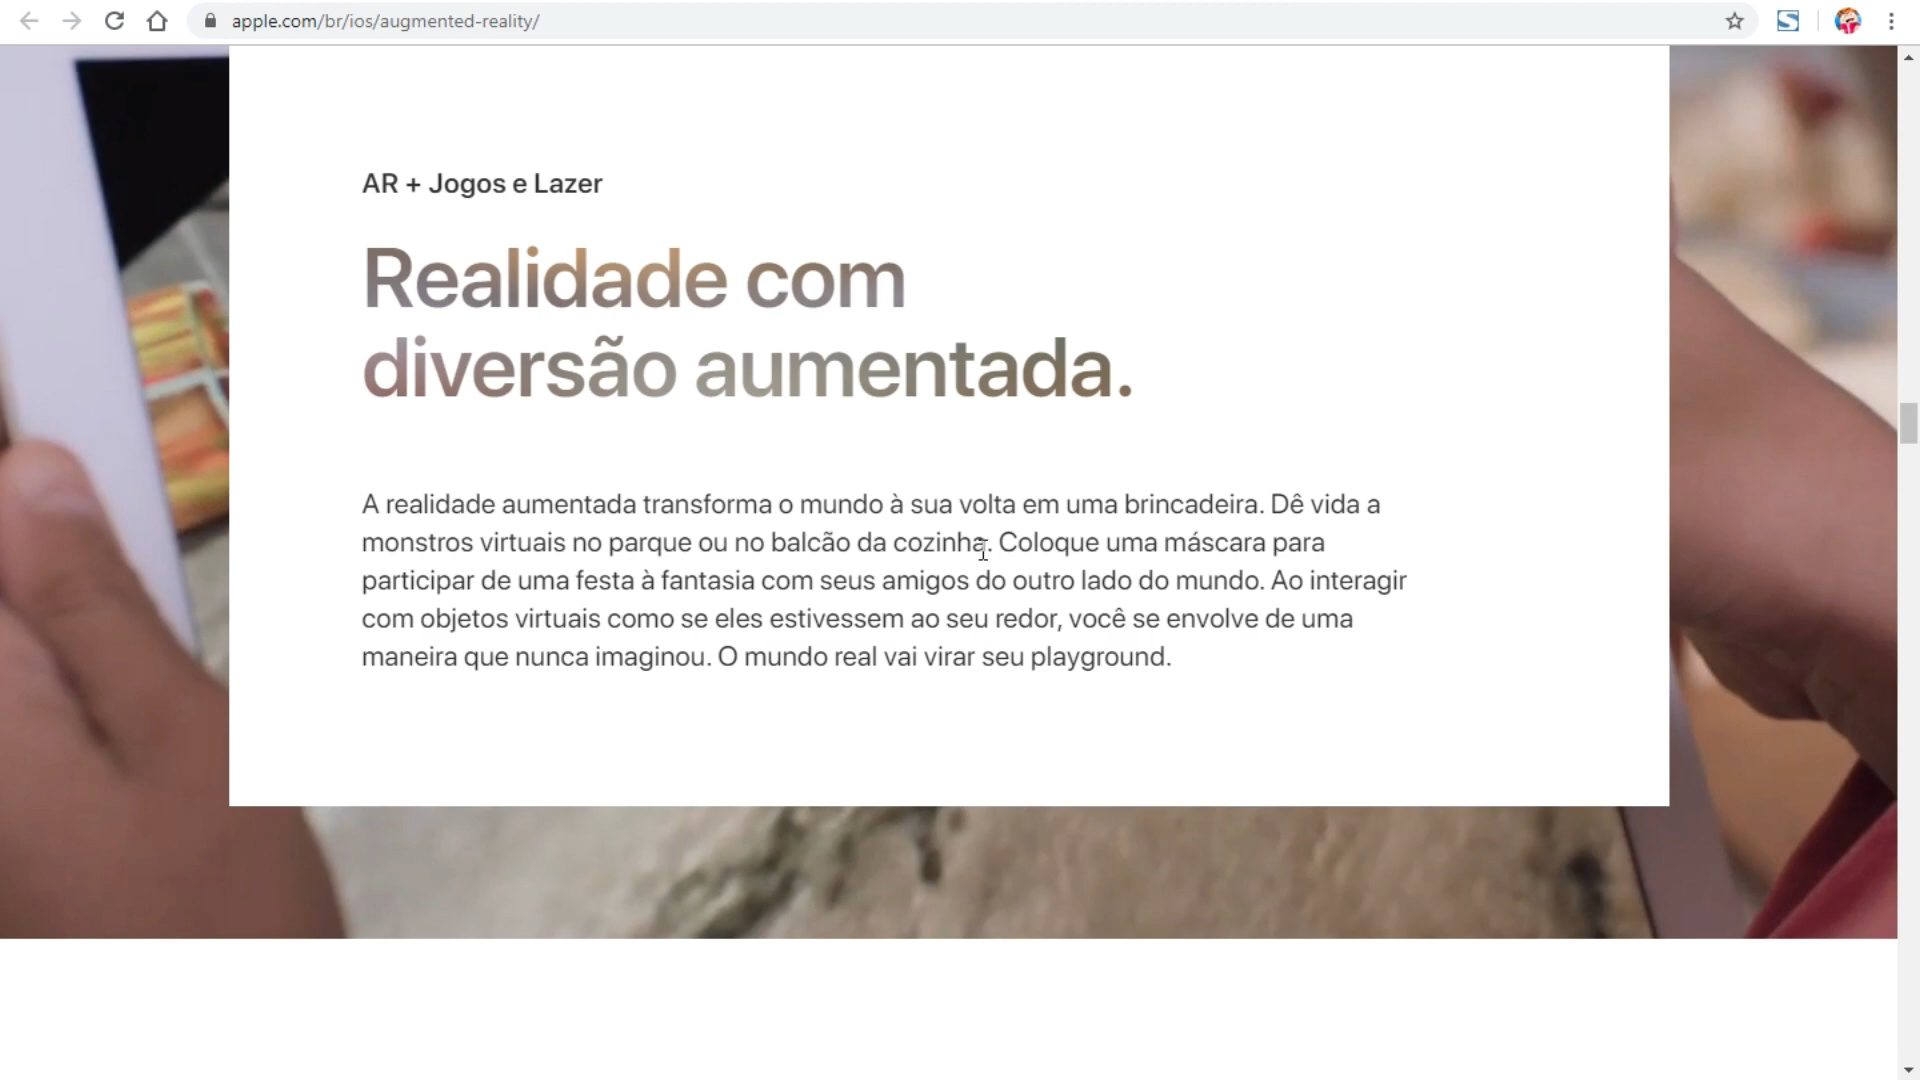 apple.com/br/ios/augmented-reality/
AR + Jogos e Lazer
Realidade com
diversão aumentada.
A realidade aumentada transforma o mundo à sua volta em uma brincadeira. Dê vida a
monstros virtuais no parque ou no balcão da cozinha. Coloque uma máscara para
participar de uma festa à fantasia com seus amigos do outro lado do mundo. Ao interagir
com objetos virtuais como se eles estivessem ao seu redor, você se envolve de uma
maneira que nunca imaginou. O mundo real vai virar seu playground.